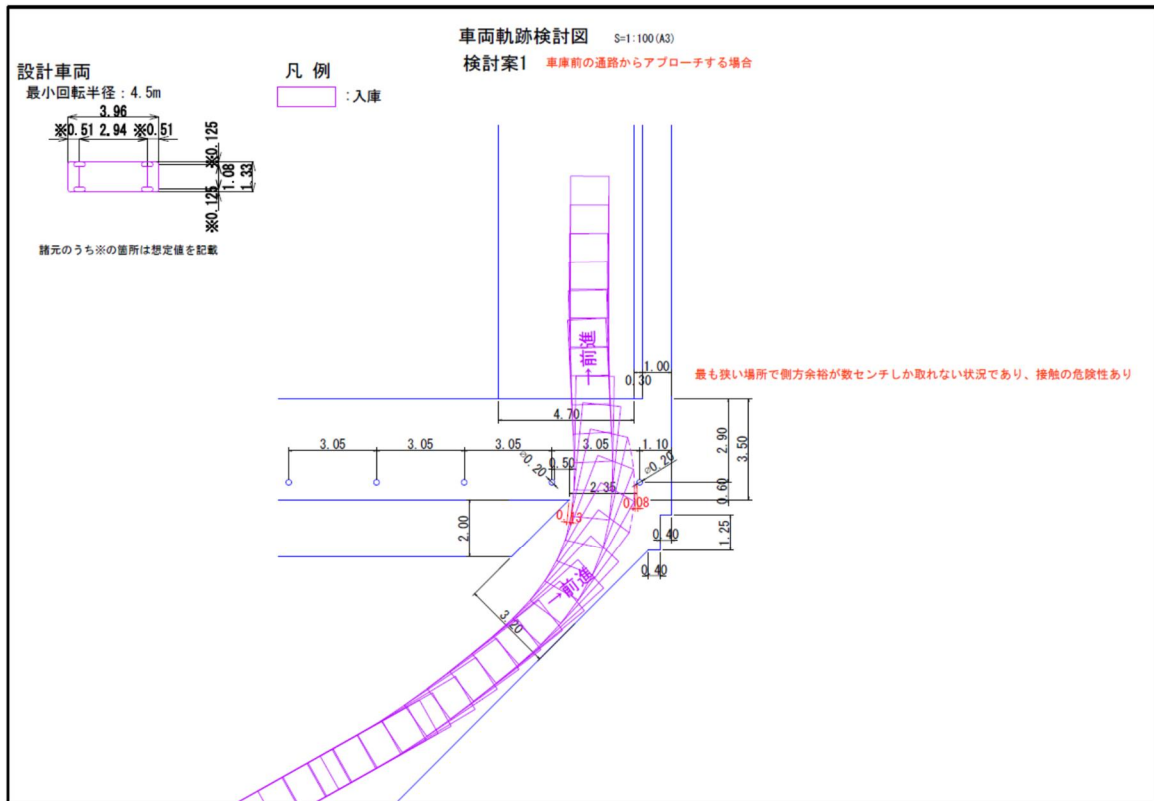 車両軌跡検討図 S=1:100(A3)
検討案1 車庫前の通路からアプローチする場合
設計車両
最小回転半径：4.5m
3.96
※0.51 2.94 ※0.51
※0.125
1.08
1.33
※0.125
諸元のうち※の箇所は想定値を記載
凡 例
：入庫
→前進
1.00
0.30
最も狭い場所で側方余裕が数センチしか取れない状況であり、接触の危険性あり
4.70
2.90
3.50
3.05
3.05
3.05
3.05
1.10
⌀0.20
0.50
⌀0.20
2.35
0.60
0.08
2.00
0.40
1.25
0.40
→前進
3.20